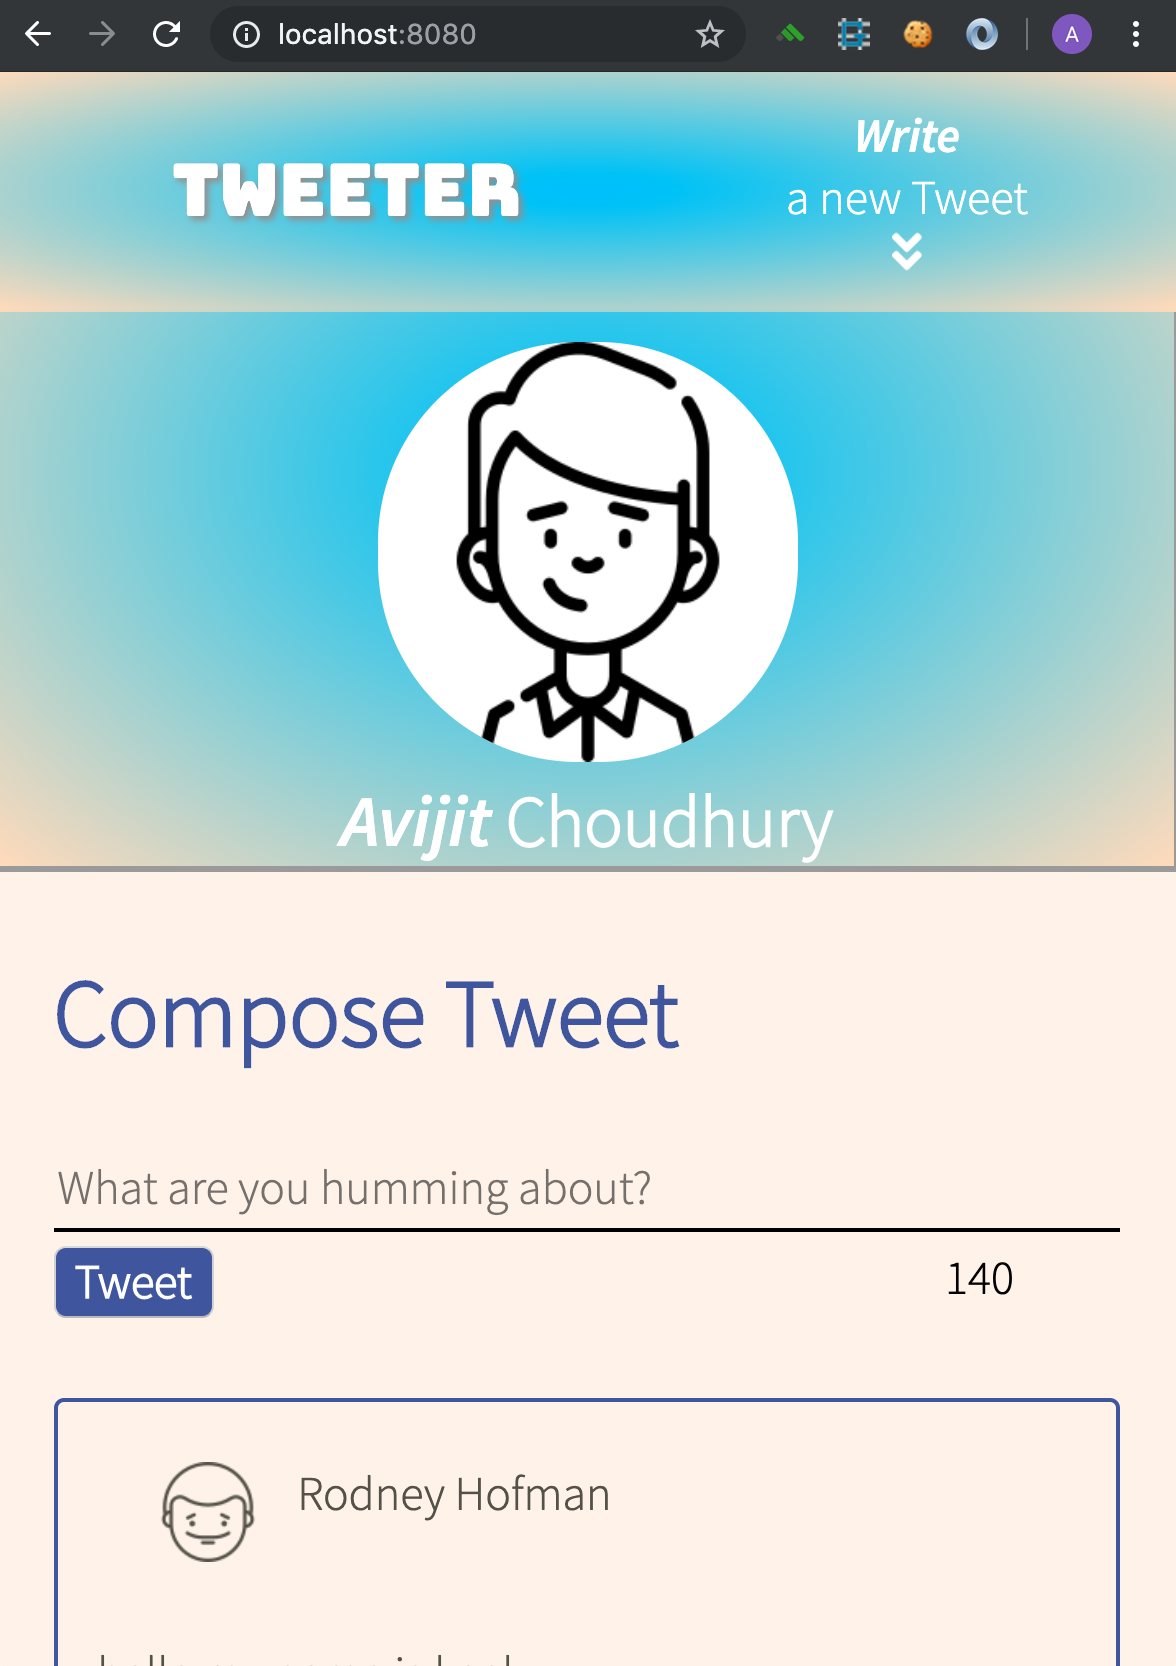 localhost:8080
A
TWEETER
Write
a new Tweet
Avijit Choudhury
Compose Tweet
What are you humming about?
Tweet
140
Rodney Hofman